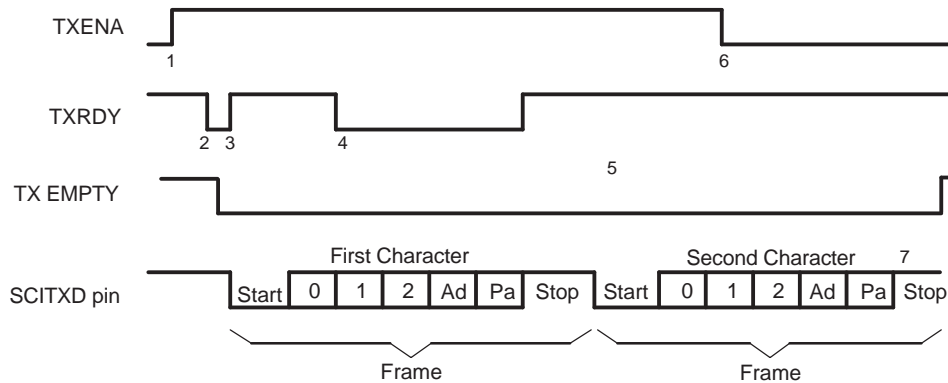 TXENA
1
6
TXRDY
2
3
4
5
TX EMPTY
First Character
Second Character
7
SCITXD pin
Start 0 1 2 Ad Pa Stop Start 0 1 2 Ad Pa Stop
Frame
Frame